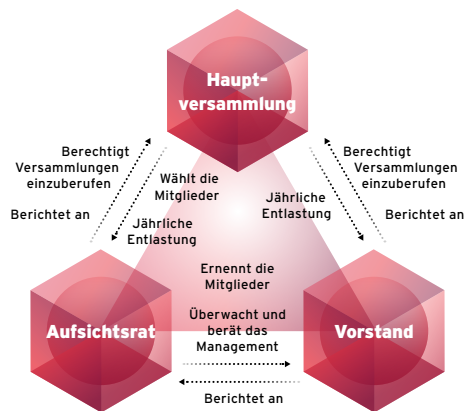 Haupt-
versammlung
Berechtigt
Versammlungen
einzuberufen
Berichtet an
Wählt die
Mitglieder
Jährliche
Entlastung
Jährliche
Entlastung
Berechtigt
Versammlungen
einzuberufen
Berichtet an
Ernennt die
Mitglieder
Überwacht und
berät das
Management
Aufsichtsrat
Vorstand
Berichtet an